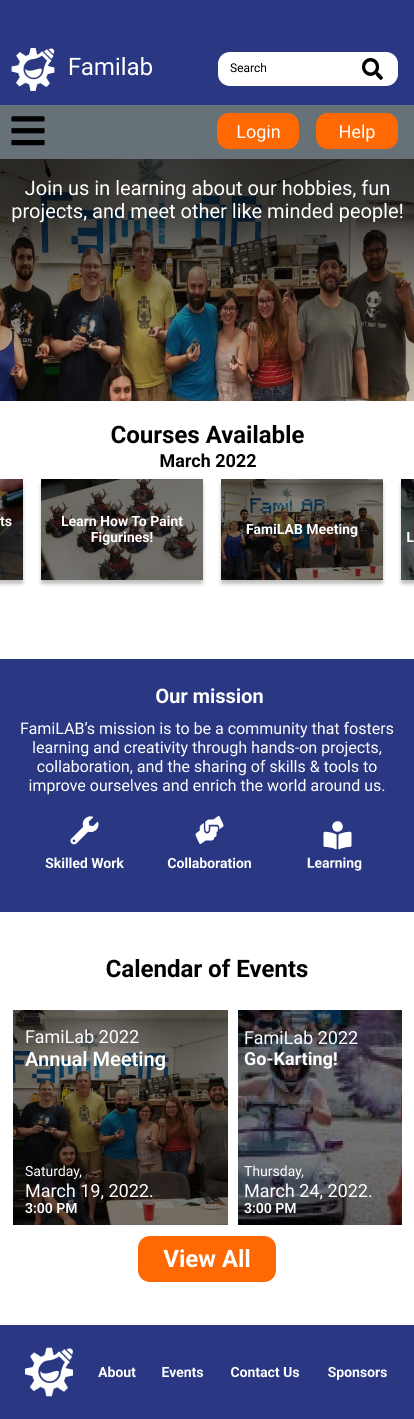 Familab
Search
Login
Help
Join us in learning about our hobbies, fun
projects, and meet other like minded people!
Courses Available
March 2022
ts
Learn How To Paint
Figurines!
FamiLAB Meeting
L
Our mission
FamiLAB’s mission is to be a community that fosters
learning and creativity through hands-on projects,
collaboration, and the sharing of skills & tools to
improve ourselves and enrich the world around us.
Skilled Work
Collaboration
Learning
Calendar of Events
FamiLab 2022
Annual Meeting
Saturday,
March 19, 2022.
3:00 PM
FamiLab 2022
Go-Karting!
Thursday,
March 24, 2022.
3:00 PM
View All
About
Events
Contact Us
Sponsors